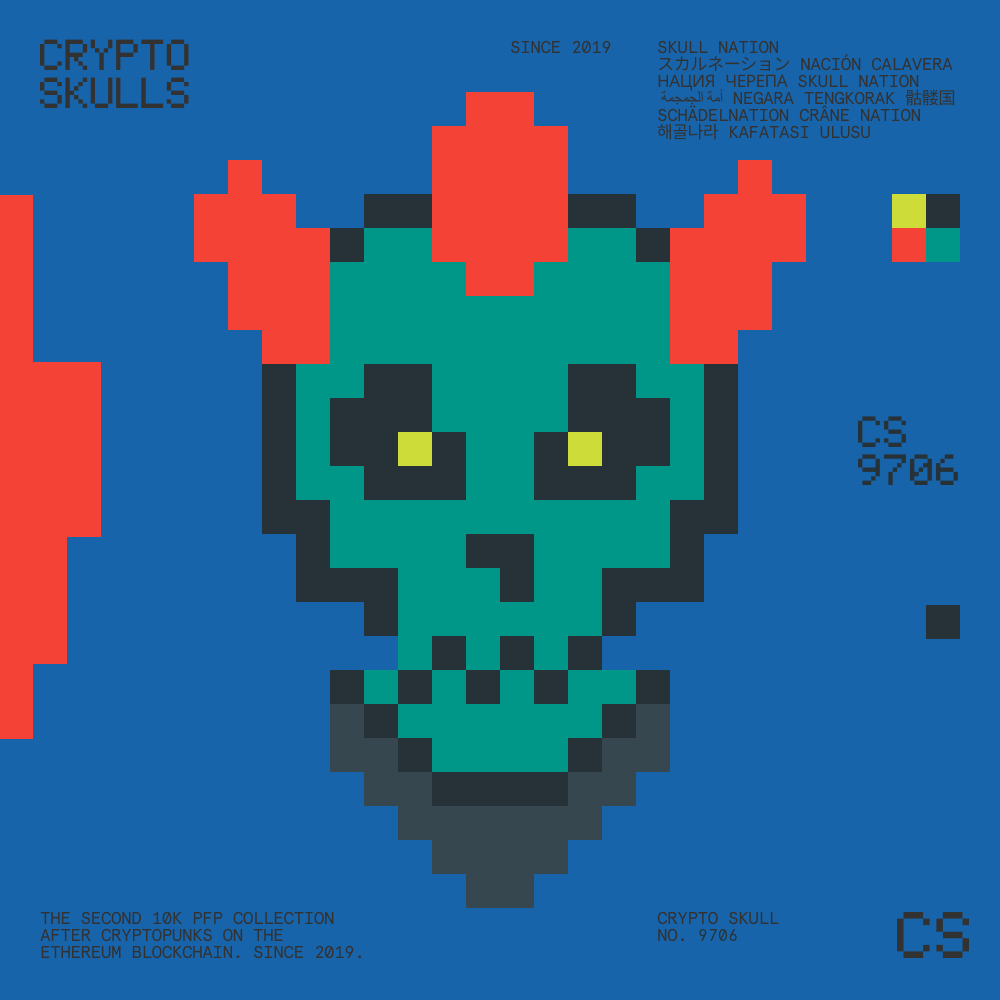 CRYPTO
SKULLS
SINCE 2019
SKULL NATION
スカルネーション NACIÓN CALAVERA
НАЦИЯ ЧЕРЕПА SKULL NATION
أمة الجمجمة NEGARA TENGKORAK 骷髅国
SCHÄDELNATION CRÂNE NATION
해골나라 KAFATASI ULUSU
CS
9706
THE SECOND 10K PFP COLLECTION
AFTER CRYPTOPUNKS ON THE
ETHEREUM BLOCKCHAIN. SINCE 2019.
CRYPTO SKULL
NO. 9706
CS